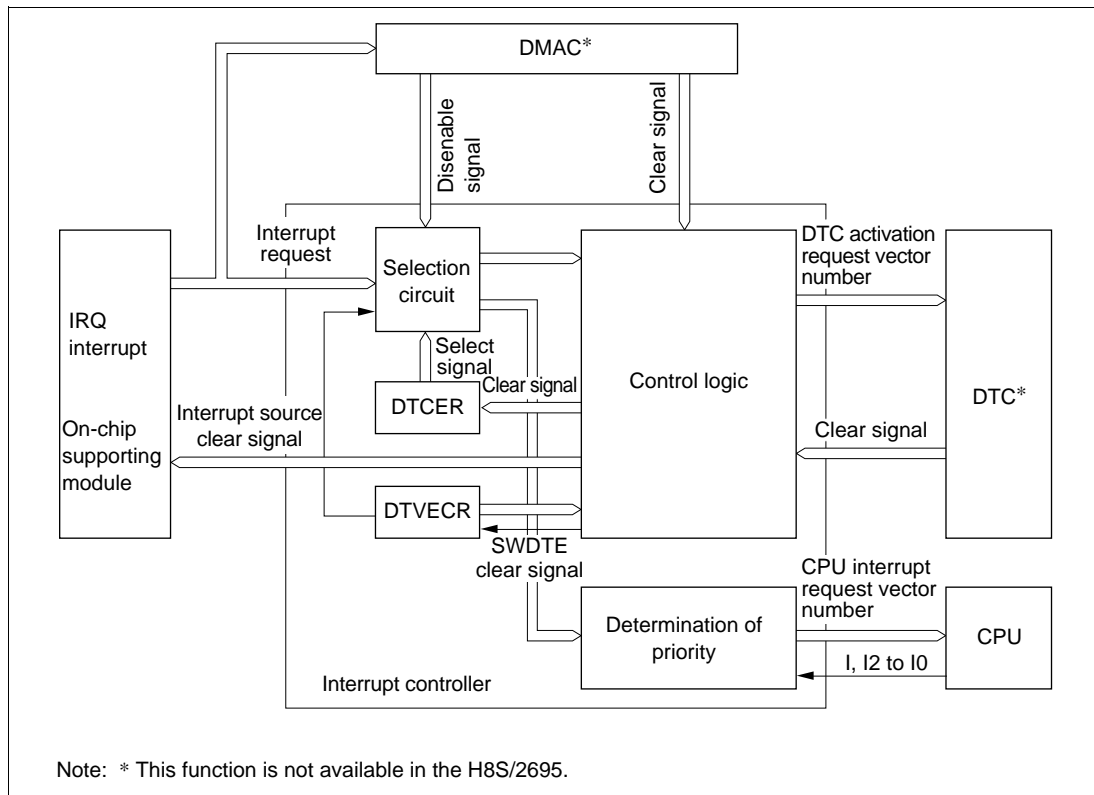 DMAC*
Disenable
signal
Clear signal
Interrupt
request
Selection
circuit
DTC activation
request vector
number
IRQ
interrupt
Select
signal
Control logic
DTC*
DTCER
Clear signal
Interrupt source
clear signal
On-chip
supporting
module
Clear signal
DTVECR
SWDTE
clear signal
CPU interrupt
request vector
number
Determination of
priority
CPU
I, I2 to I0
Interrupt controller
Note: * This function is not available in the H8S/2695.